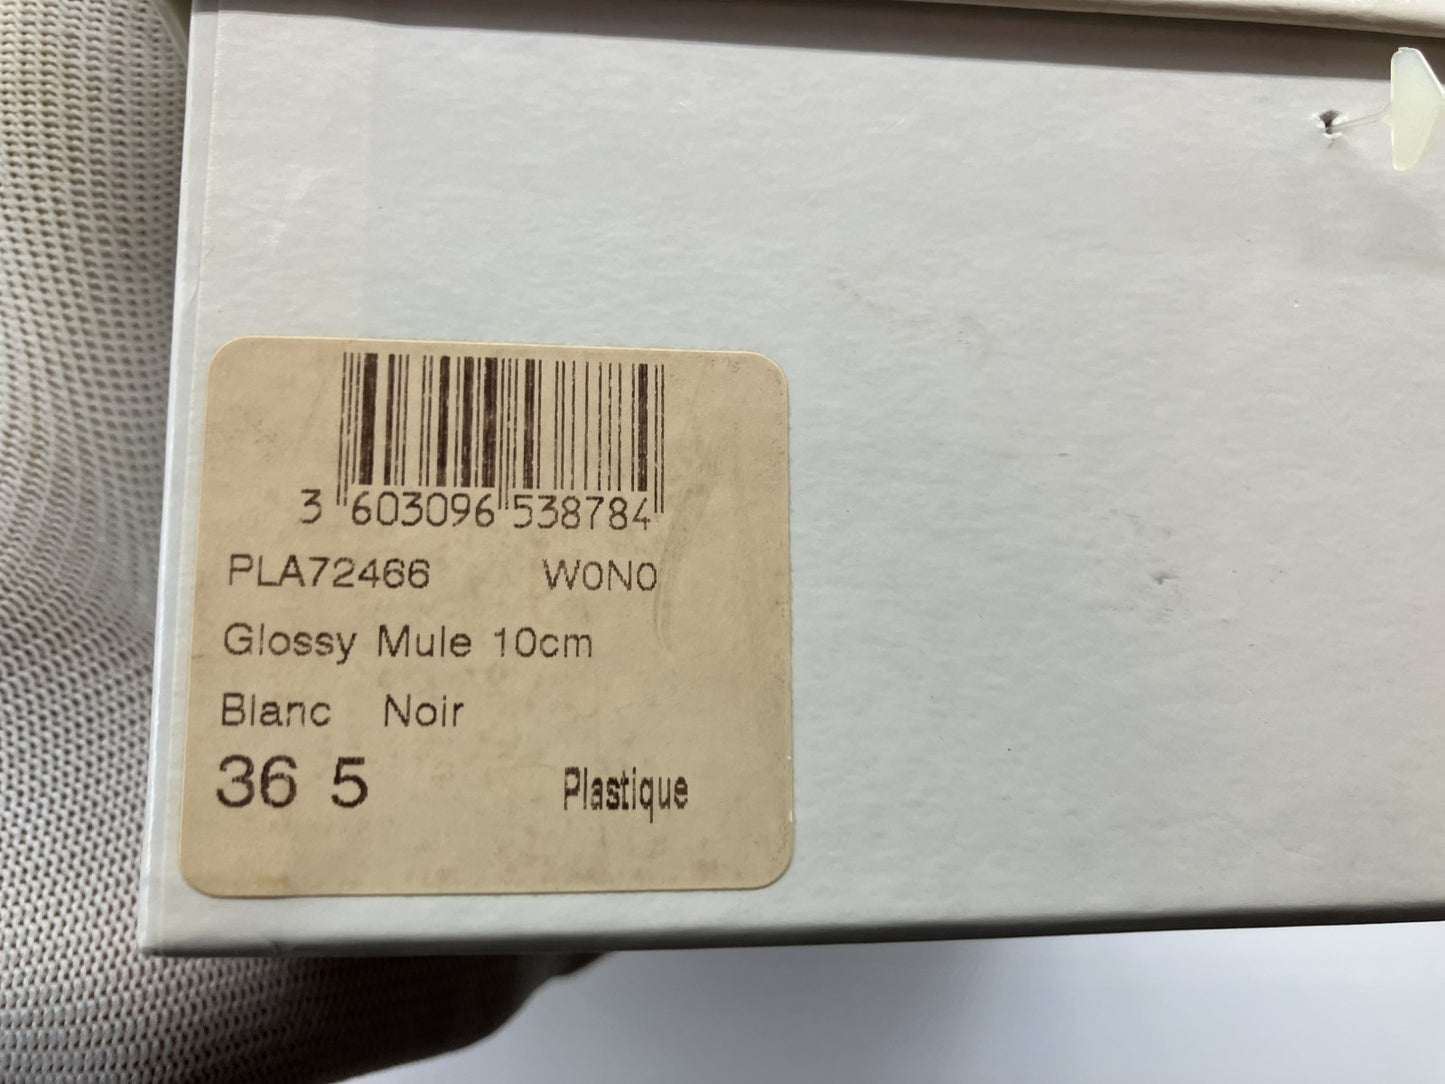 3 603096 538784
PLA72466 W0N0
Glossy Mule 10cm
Blanc Noir
36 5 Plastique